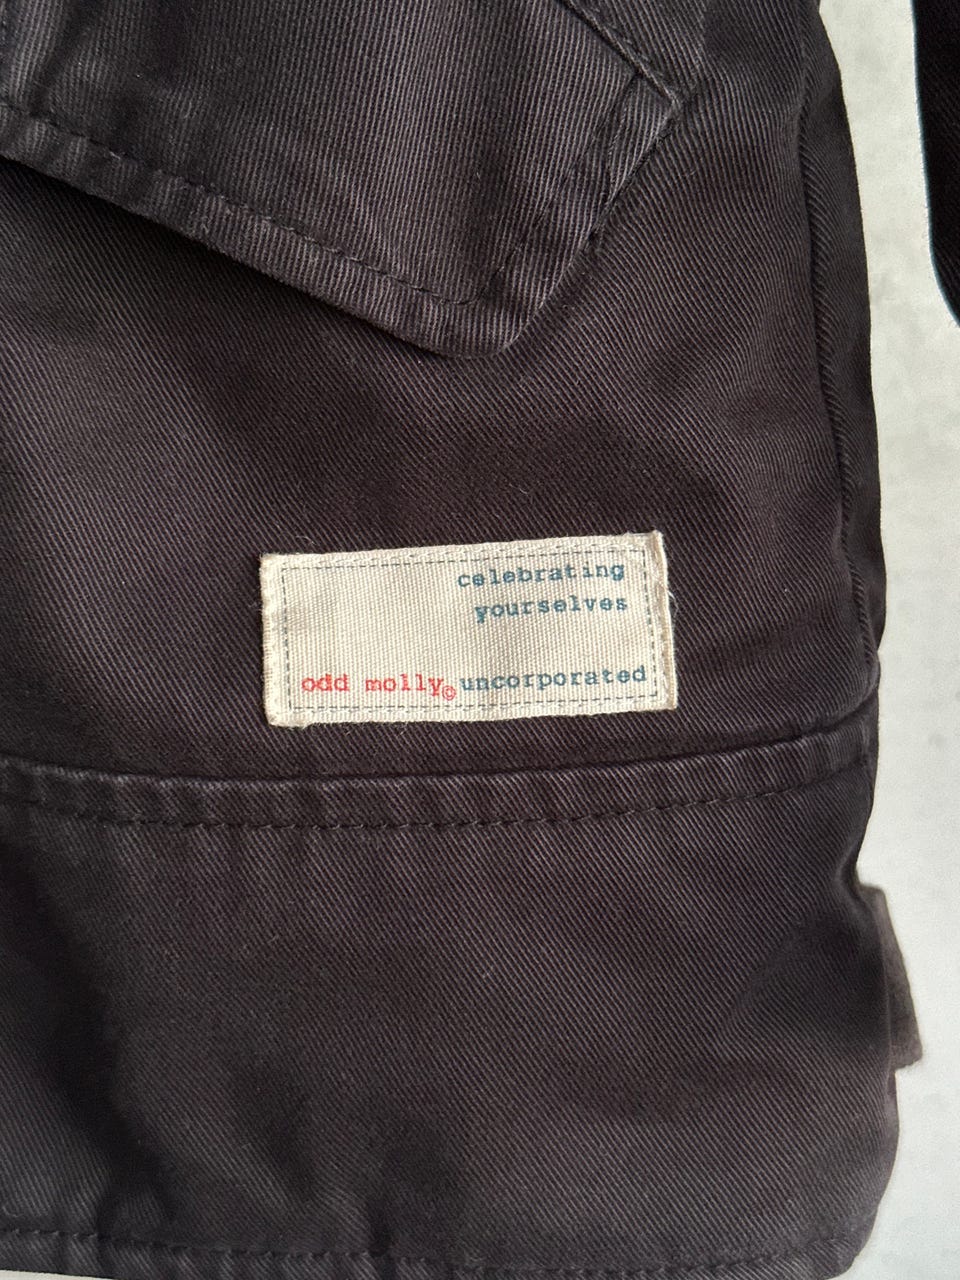 celebrating
yourselves
odd molly© uncorporated